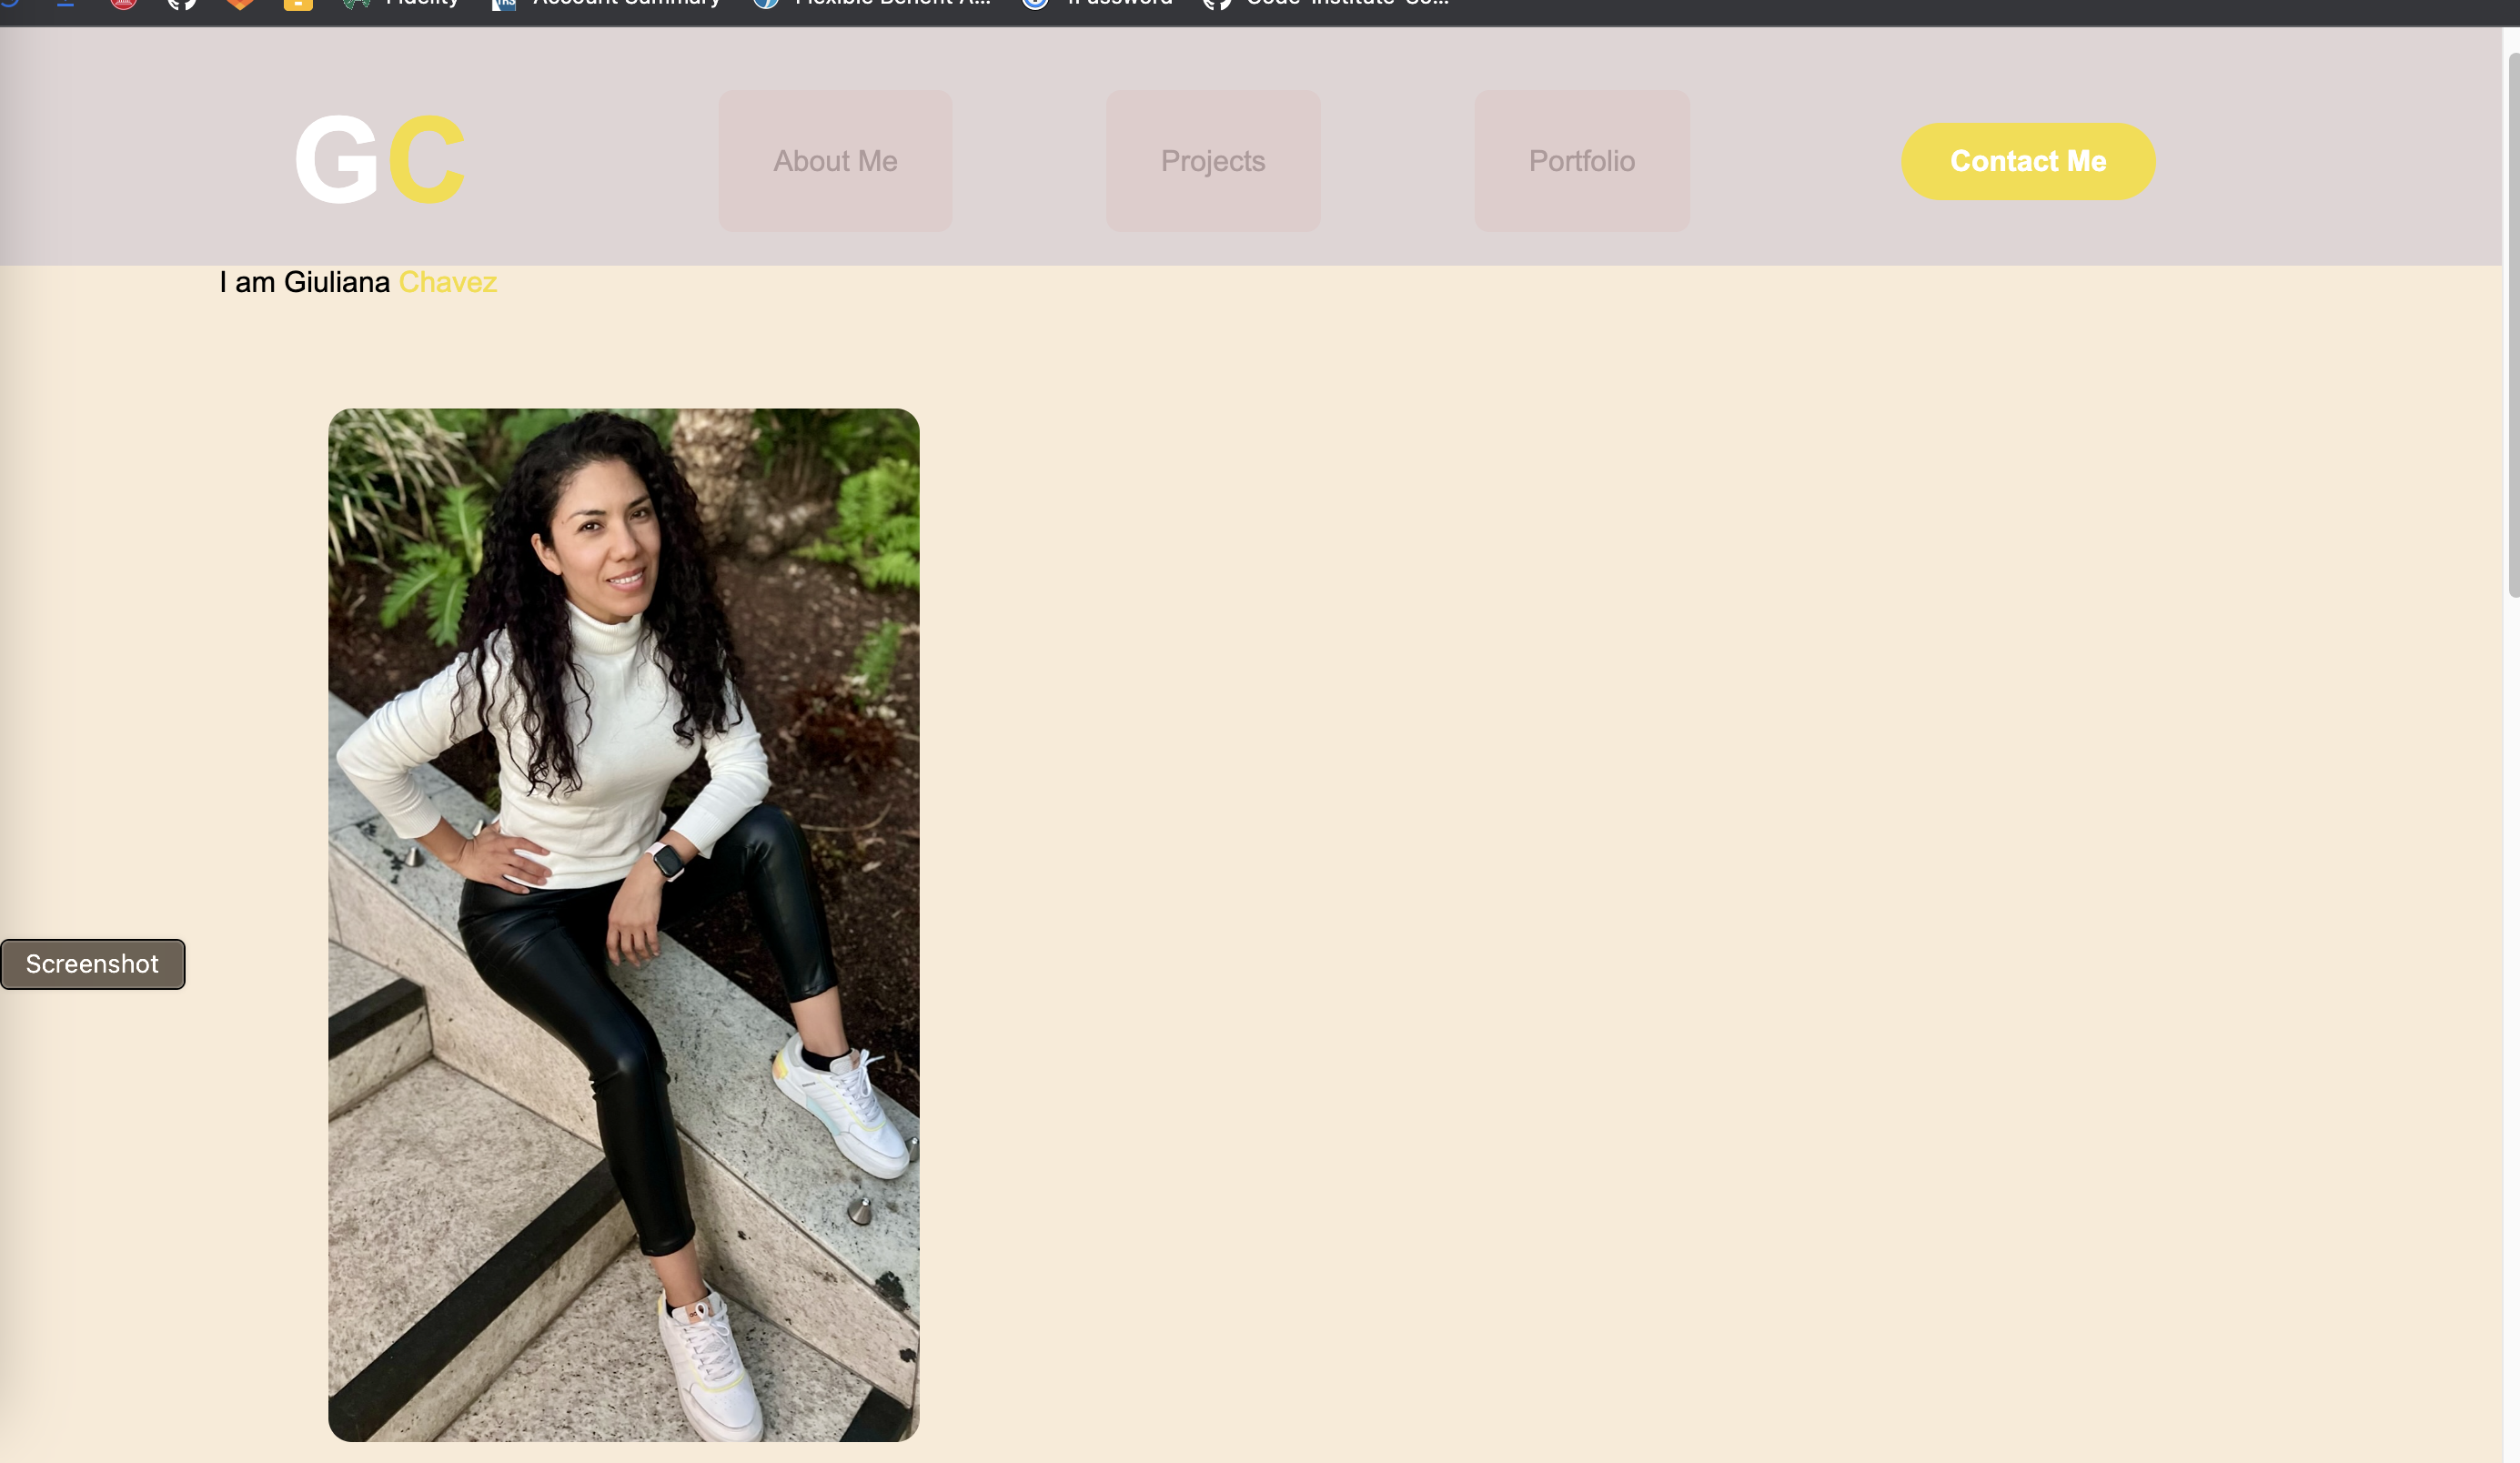 Fidelity Account Summary Flexible Benefit A... 1Password Code-Institute-So...
GC About Me Projects Portfolio Contact Me
I am Giuliana Chavez
Screenshot